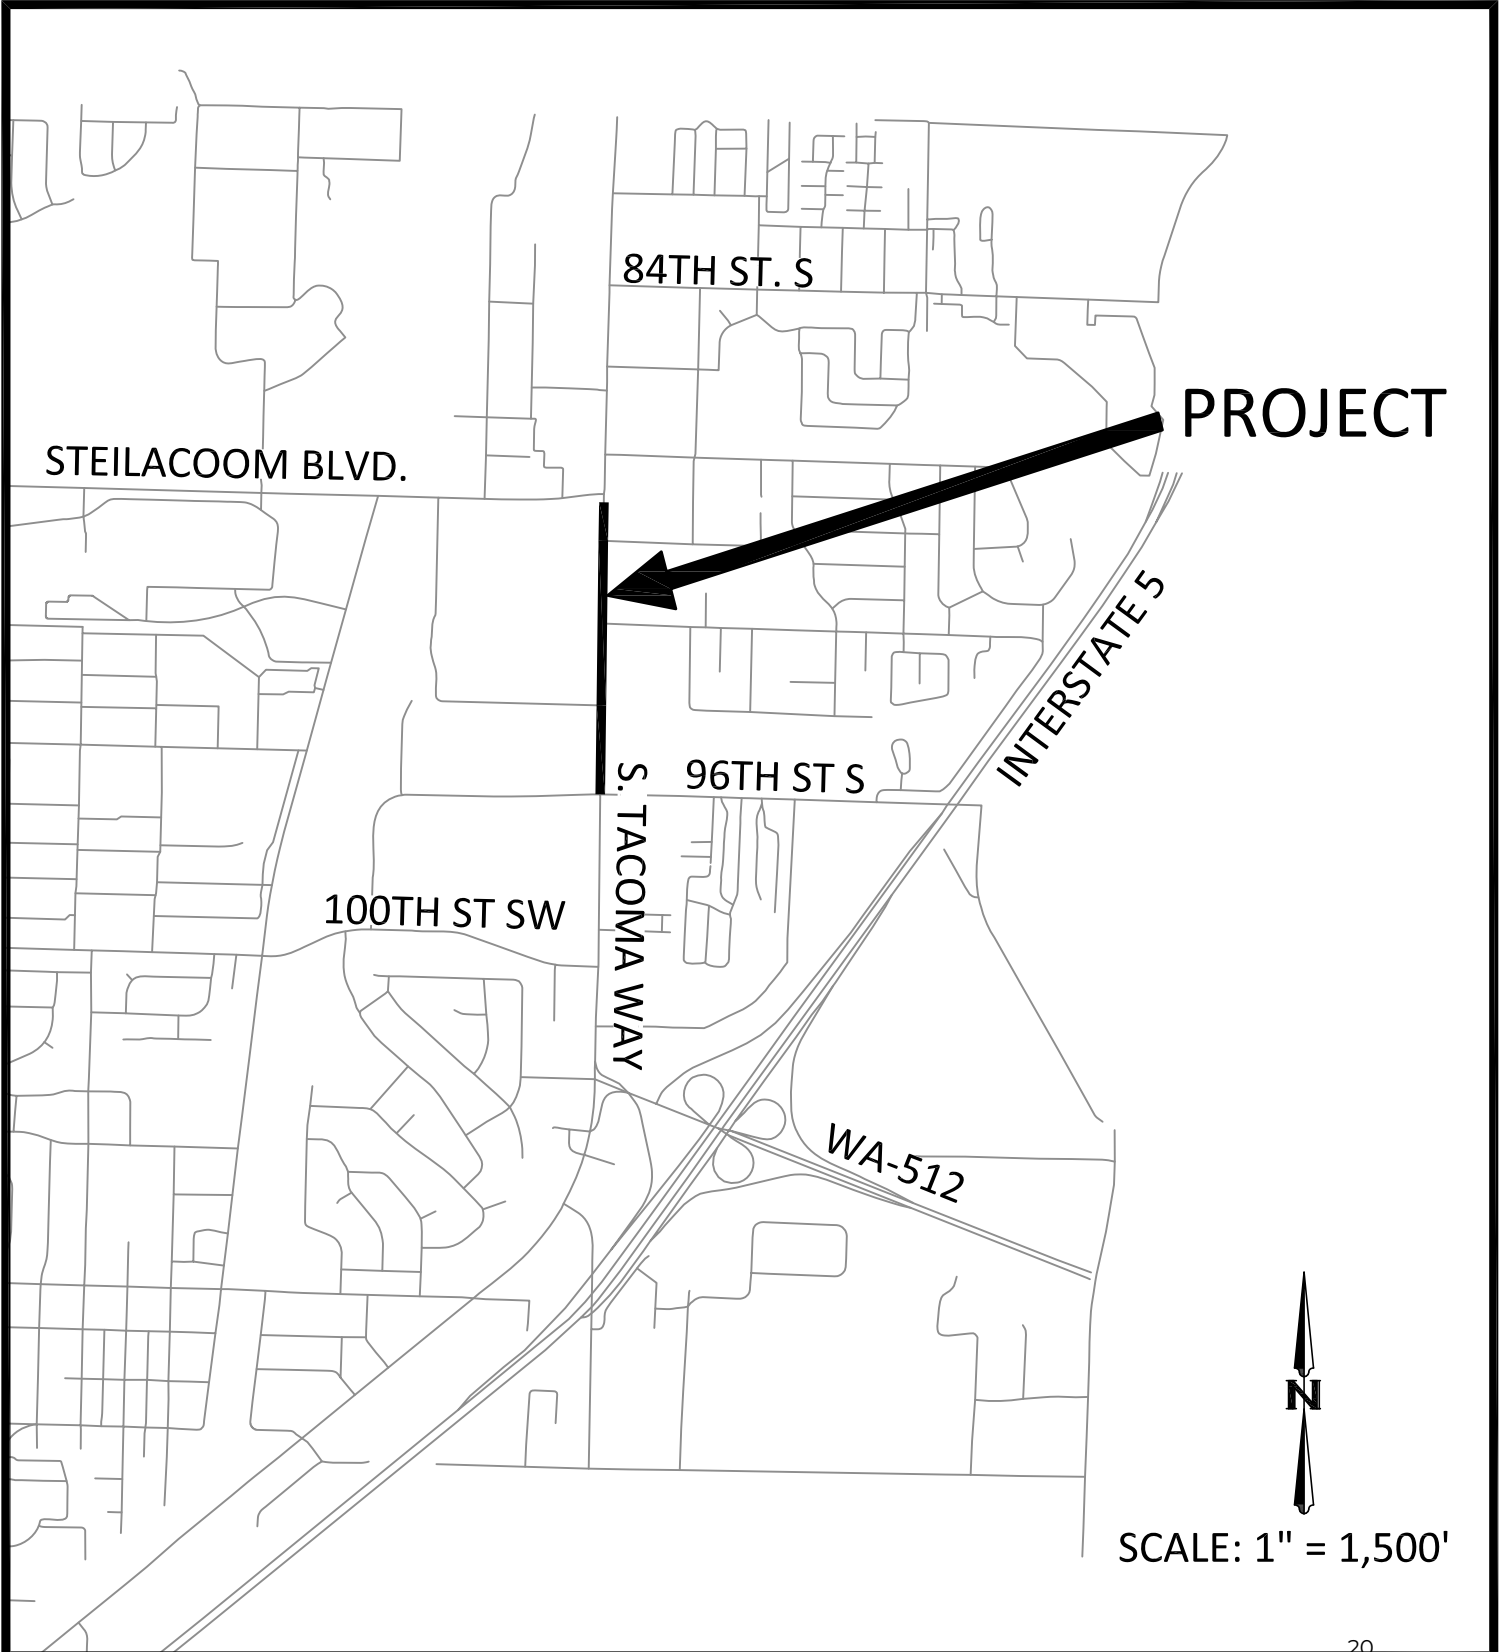 84TH ST. S
PROJECT
STEILACOOM BLVD.
INTERSTATE 5
96TH ST S
S. TACOMA WAY
100TH ST SW
WA-512
N
SCALE: 1" = 1,500'
20